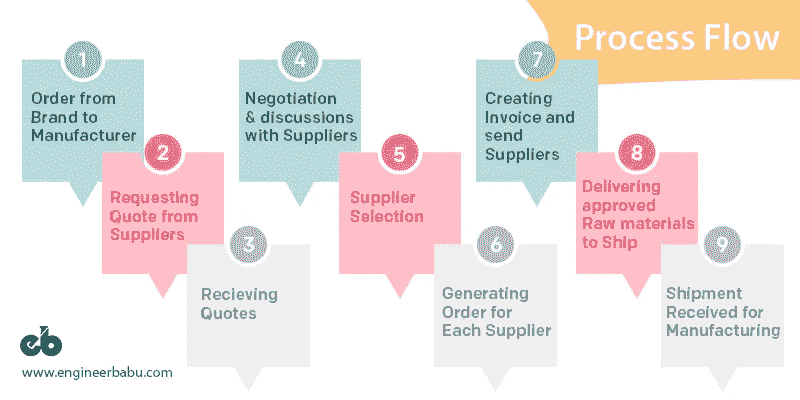 Process Flow
1
Order from
Brand to
Manufacturer
2
Requesting
Quote from
Suppliers
3
Recieving
Quotes
4
Negotiation
& discussions
with Suppliers
5
Supplier
Selection
6
Generating
Order for
Each Supplier
7
Creating
Invoice and
send
Suppliers
8
Delivering
approved
Raw materials
to Ship
9
Shipment
Received for
Manufacturing
eb
www.engineerbabu.com